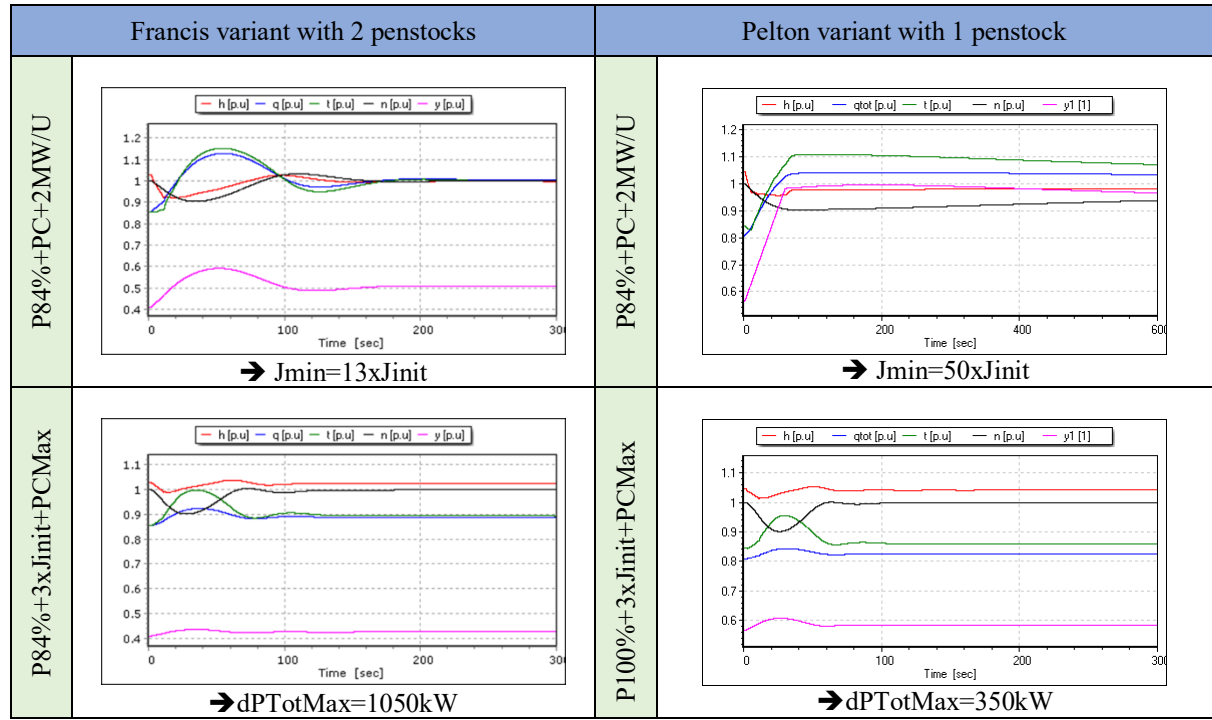 Francis variant with 2 penstocks
Pelton variant with 1 penstock
P84%+PC+2MW/U
h [p.u] q [p.u] t [p.u] n [p.u] y [p.u]
1.2
1.1
1
0.9
0.8
0.7
0.6
0.5
0.4
0 100 200 300
Time [sec]
➔ Jmin=13xJinit
P84%+PC+2MW/U
h [p.u] qtot [p.u] t [p.u] n [p.u] y1 [1]
1.2
1.1
1
0.9
0.8
0.7
0.6
0 200 400 600
Time [sec]
➔ Jmin=50xJinit
P84%+3xJinit+PCMax
h [p.u] q [p.u] t [p.u] n [p.u] y [p.u]
1.1
1
0.9
0.8
0.7
0.6
0.5
0.4
0 100 200 300
Time [sec]
➔dPTotMax=1050kW
P100%+3xJinit+PCMax
h [p.u] qtot [p.u] t [p.u] n [p.u] y1 [1]
1.1
1
0.9
0.8
0.7
0.6
0 100 200 300
Time [sec]
➔dPTotMax=350kW